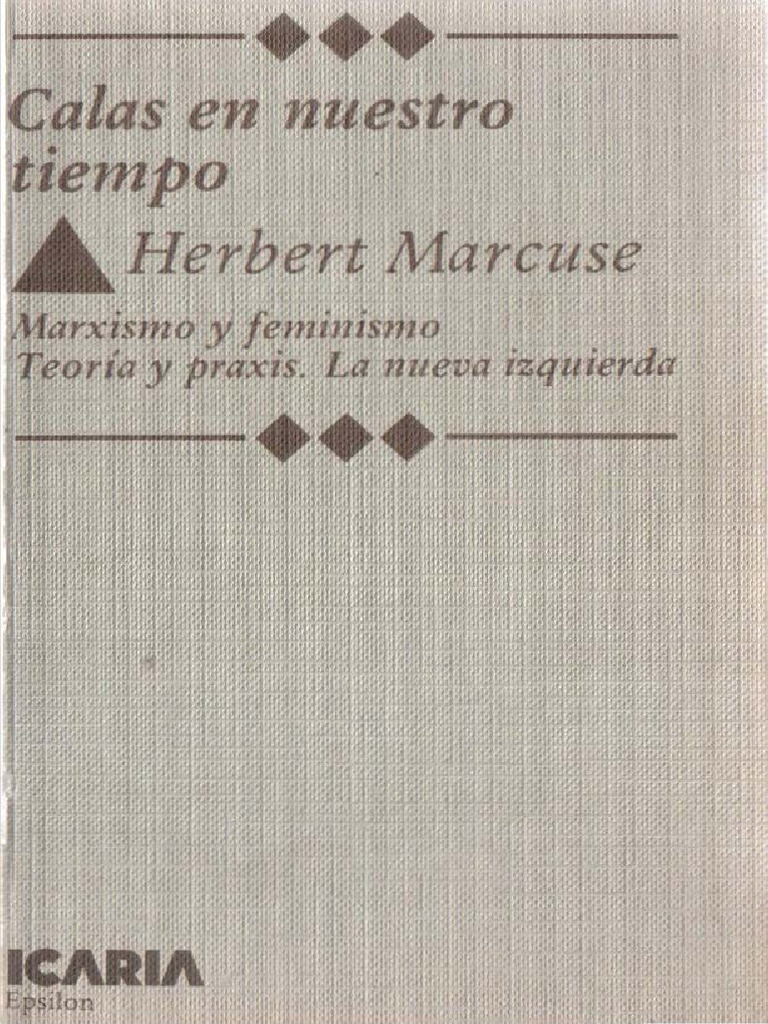 Calas en nuestro
tiempo
Herbert Marcuse
Marxismo y feminismo
Teoría y praxis. La nueva izquierda
ICARIA
Epsilon